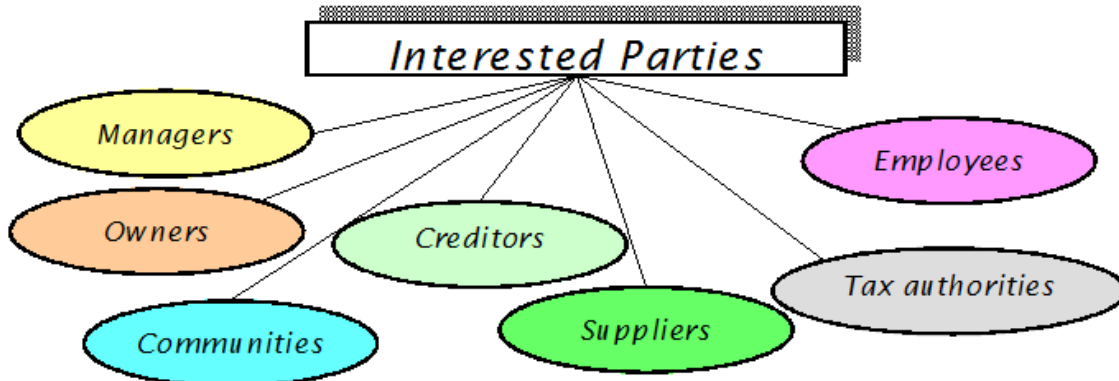 Interested Parties
Managers
Employees
Owners
Creditors
Tax authorities
Communities
Suppliers